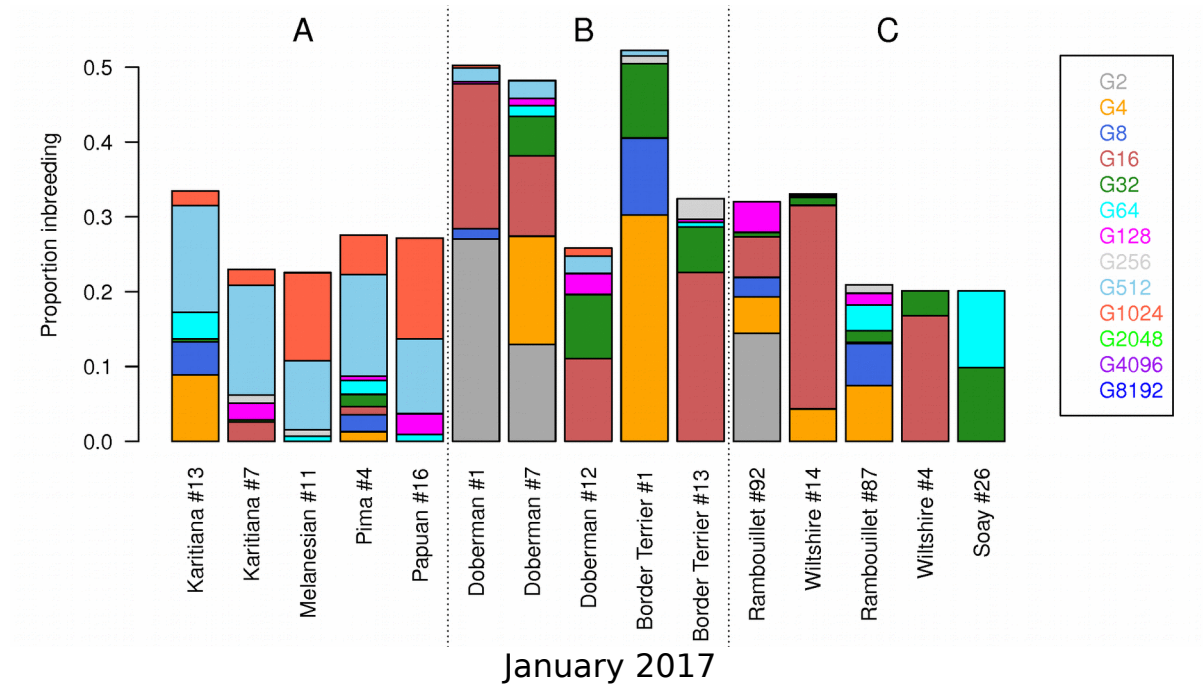 A B C
Proportion inbreeding
0.5
0.4
0.3
0.2
0.1
0.0
Karitiana #13
Karitiana #7
Melanesian #11
Pima #4
Papuan #16
Doberman #1
Doberman #7
Doberman #12
Border Terrier #1
Border Terrier #13
Rambouillet #92
Wiltshire #14
Rambouillet #87
Wiltshire #4
Soay #26
G2
G4
G8
G16
G32
G64
G128
G256
G512
G1024
G2048
G4096
G8192
January 2017